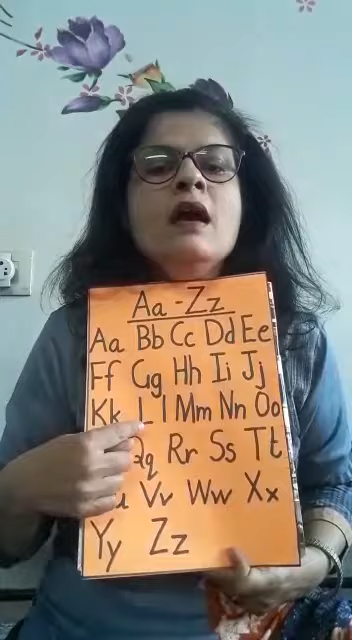 Aa - Zz
Aa Bb Cc Dd Ee
Ff Gg Hh Ii Jj
Kk Ll Mm Nn Oo
Qq Rr Ss Tt
u Vv Ww Xx
Yy Zz